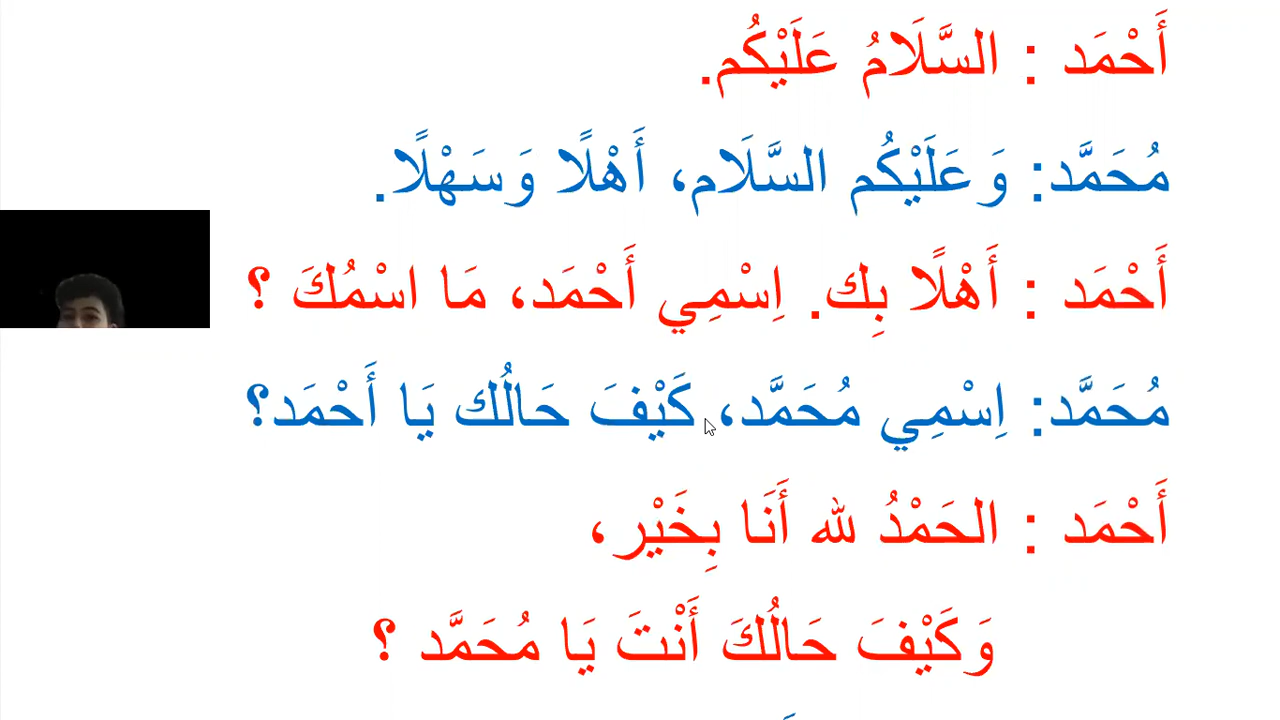 أَحْمَد : السَّلَامُ عَلَيْكُم.
مُحَمَّد: وَعَلَيْكُم السَّلَام، أَهْلًا وَسَهْلًا.
أَحْمَد : أَهْلًا بِك. اِسْمِي أَحْمَد، مَا اسْمُكَ ؟
مُحَمَّد: اِسْمِي مُحَمَّد، كَيْفَ حَالُك يَا أَحْمَد؟
أَحْمَد : الحَمْدُ لله أَنَا بِخَيْر،
وَكَيْفَ حَالُكَ أَنْتَ يَا مُحَمَّد ؟